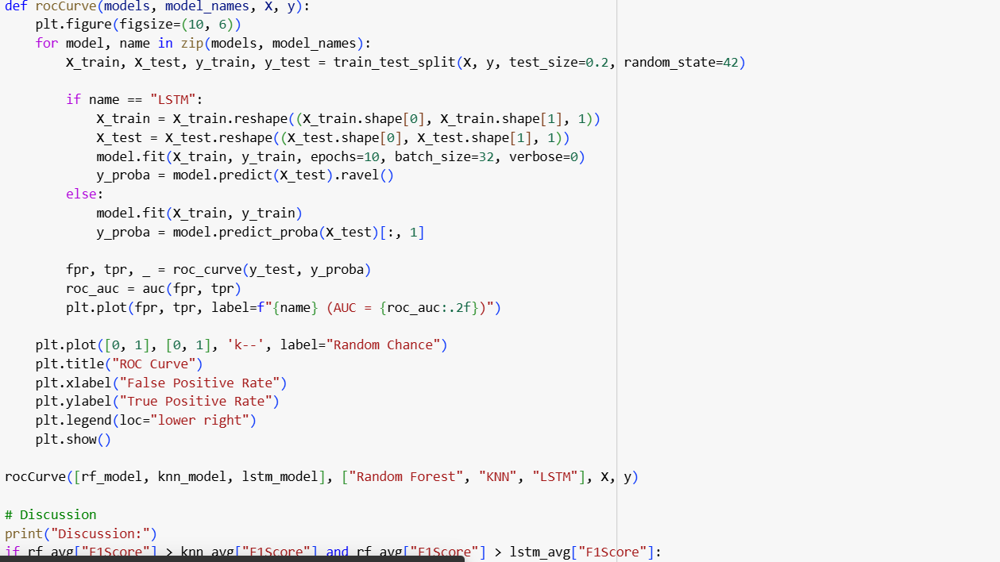 def rocCurve(models, model_names, X, y):
    plt.figure(figsize=(10, 6))
    for model, name in zip(models, model_names):
        X_train, X_test, y_train, y_test = train_test_split(X, y, test_size=0.2, random_state=42)
        if name == "LSTM":
            X_train = X_train.reshape((X_train.shape[0], X_train.shape[1], 1))
            X_test = X_test.reshape((X_test.shape[0], X_test.shape[1], 1))
            model.fit(X_train, y_train, epochs=10, batch_size=32, verbose=0)
            y_proba = model.predict(X_test).ravel()
        else:
            model.fit(X_train, y_train)
            y_proba = model.predict_proba(X_test)[:, 1]
        fpr, tpr, _ = roc_curve(y_test, y_proba)
        roc_auc = auc(fpr, tpr)
        plt.plot(fpr, tpr, label=f"{name} (AUC = {roc_auc:.2f})")
    plt.plot([0, 1], [0, 1], 'k--', label="Random Chance")
    plt.title("ROC Curve")
    plt.xlabel("False Positive Rate")
    plt.ylabel("True Positive Rate")
    plt.legend(loc="lower right")
    plt.show()
rocCurve([rf_model, knn_model, lstm_model], ["Random Forest", "KNN", "LSTM"], X, y)
# Discussion
print("Discussion:")
if rf_avg["F1Score"] > knn_avg["F1Score"] and rf_avg["F1Score"] > lstm_avg["F1Score"]: